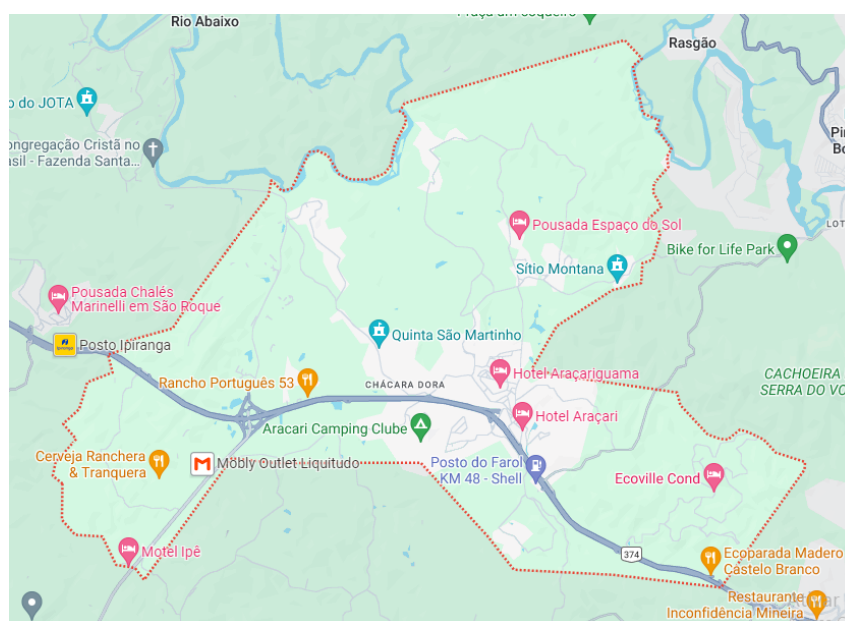 Rio Abaixo
Rasgão
o do JOTA
ongregação Cristã no
asil - Fazenda Santa...
Pousada Espaço do Sol
LOT
Bike for Life Park
Sítio Montana
Pousada Chalés
Marinelli em São Roque
Quinta São Martinho
Posto Ipiranga
Rancho Português 53
CHÁCARA DORA
Hotel Araçariguama
CACHOEIRA
SERRA DO VO
Hotel Araçari
Aracari Camping Clube
Cerveja Ranchera
& Tranquera
Mobly Outlet Liquitudo
Posto do Farol
KM 48 - Shell
Ecoville Cond
Motel Ipê
374
Ecoparada Madero
Castelo Branco
Restaurante
Inconfidência Mineira